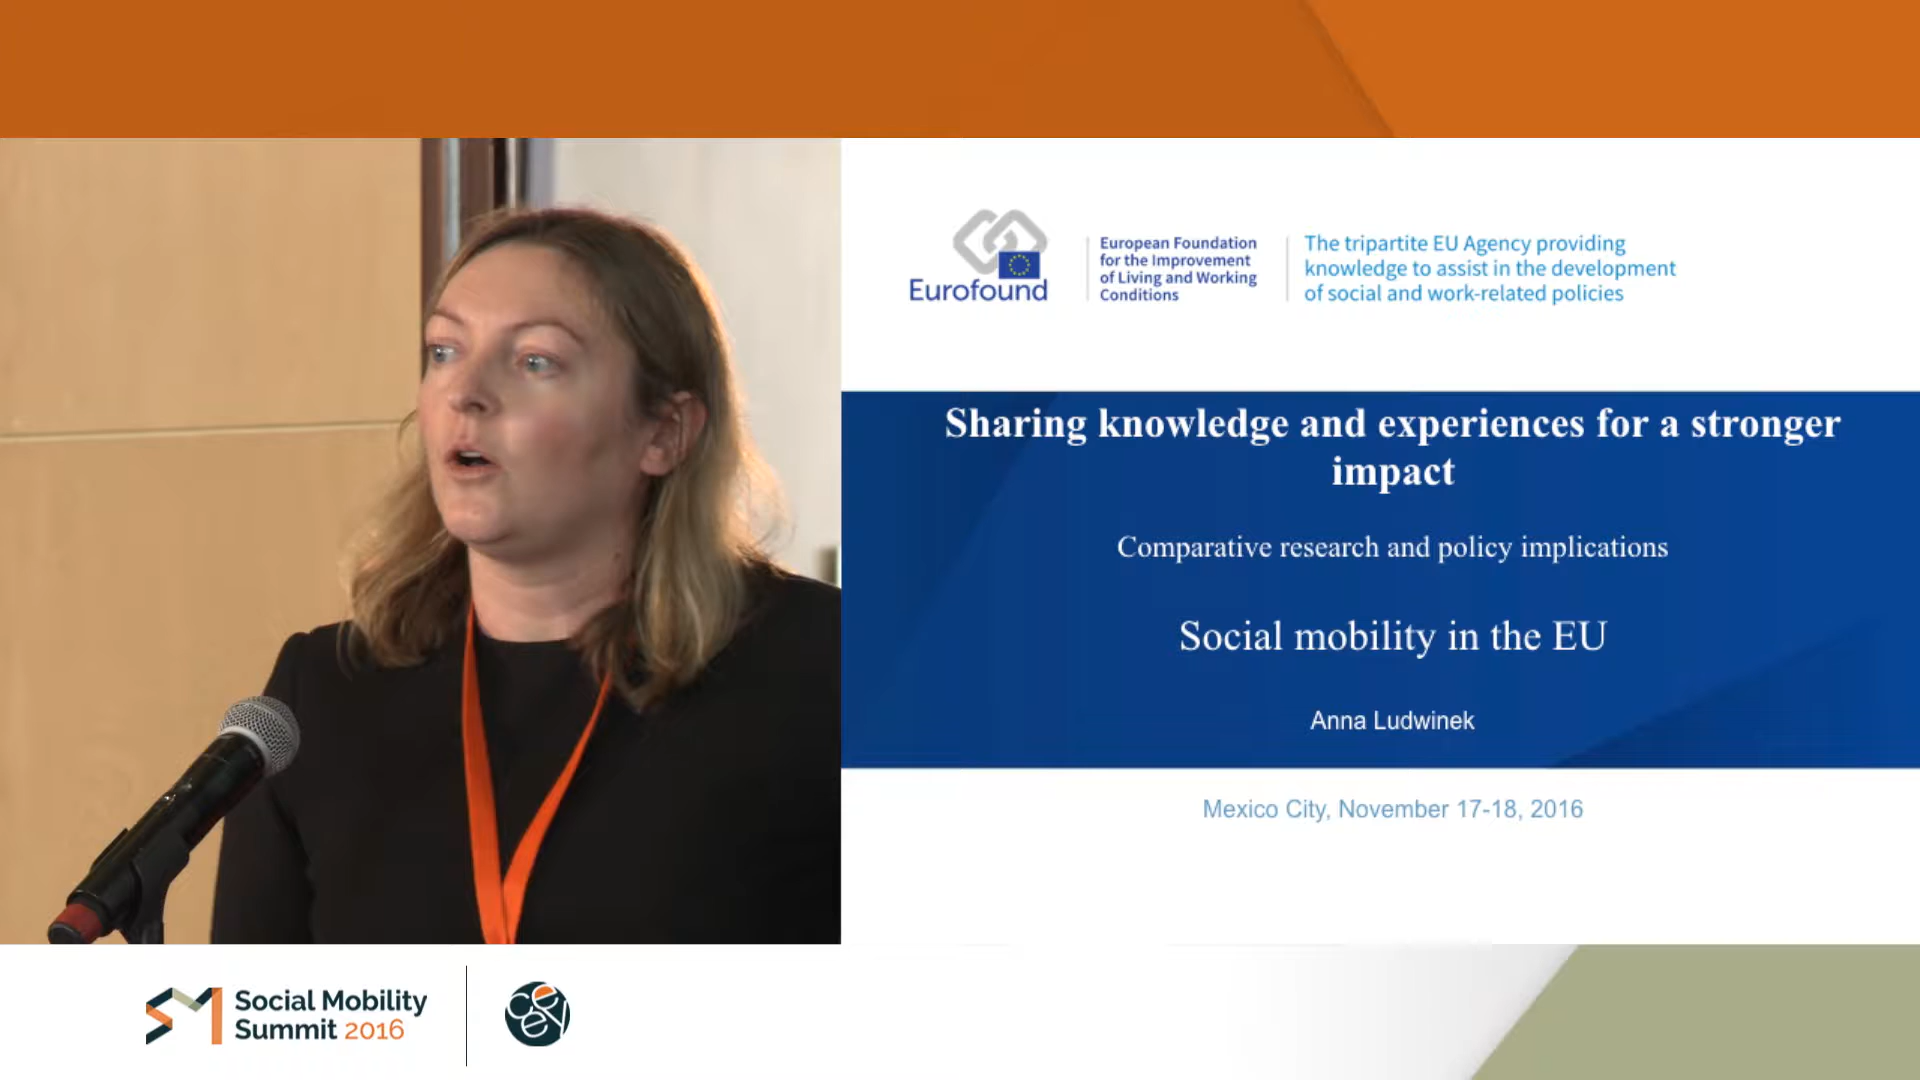 Eurofound
European Foundation
for the Improvement
of Living and Working
Conditions
The tripartite EU Agency providing
knowledge to assist in the development
of social and work-related policies
Sharing knowledge and experiences for a stronger
impact
Comparative research and policy implications
Social mobility in the EU
Anna Ludwinek
Mexico City, November 17-18, 2016
SM
Social Mobility
Summit 2016
ceey